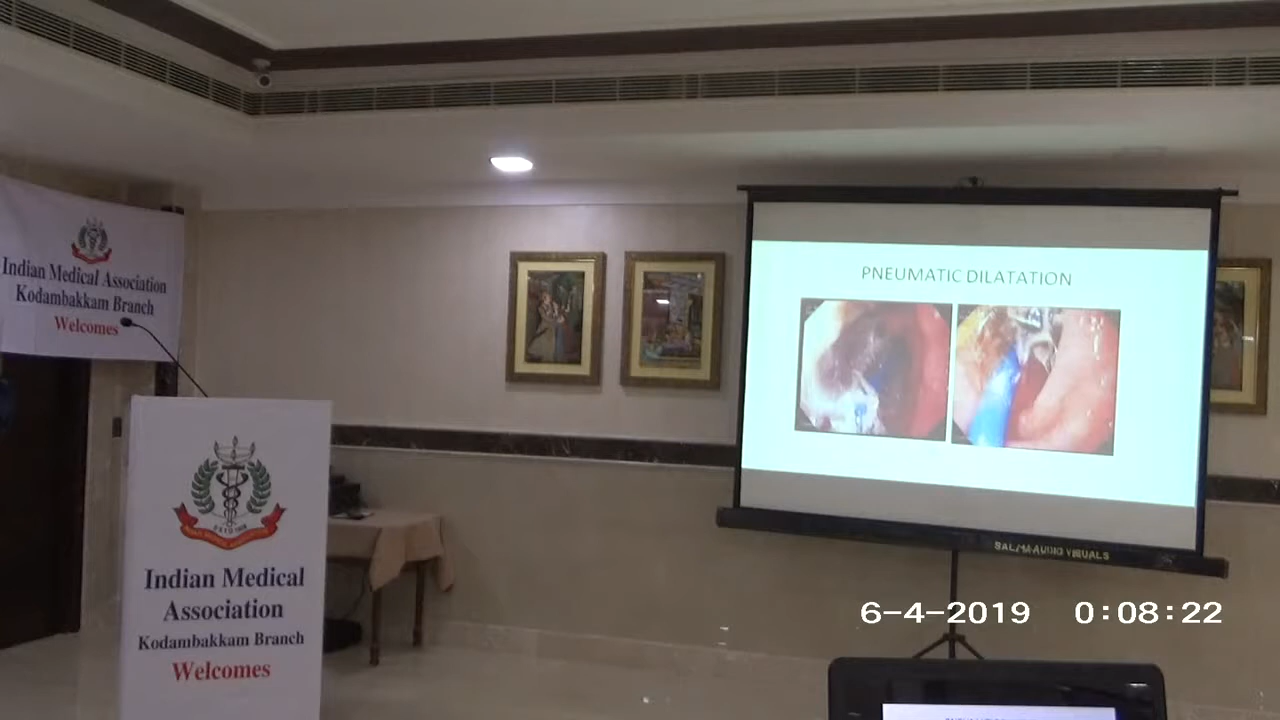 Indian Medical Association
Kodambakkam Branch
Welcomes
PNEUMATIC DILATATION
SALMA AUDIO VISUALS
Indian Medical
Association
Kodambakkam Branch
Welcomes
6-4-2019 0:08:22